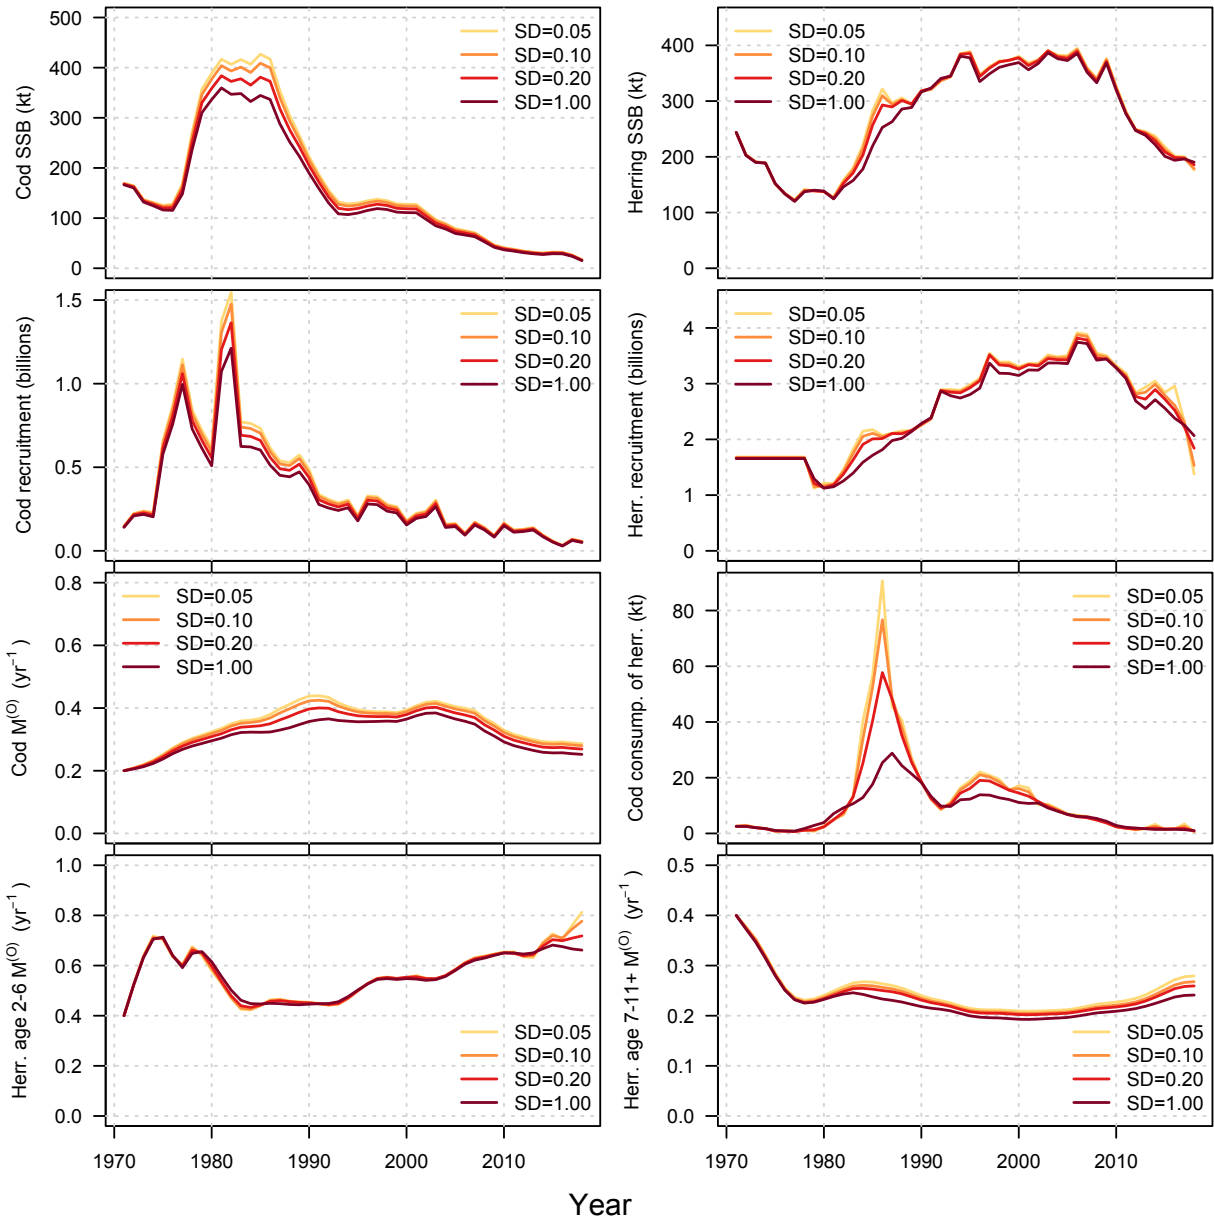 Cod SSB (kt)
500
400
300
200
100
0
SD=0.05
SD=0.10
SD=0.20
SD=1.00
Herring SSB (kt)
400
300
200
100
0
SD=0.05
SD=0.10
SD=0.20
SD=1.00
Cod recruitment (billions)
1.5
1.0
0.5
0.0
SD=0.05
SD=0.10
SD=0.20
SD=1.00
Herr. recruitment (billions)
4
3
2
1
0
SD=0.05
SD=0.10
SD=0.20
SD=1.00
Cod M⁽ᴼ⁾ (yr⁻¹)
0.8
0.6
0.4
0.2
0.0
SD=0.05
SD=0.10
SD=0.20
SD=1.00
Cod consump. of herr. (kt)
80
60
40
20
0
SD=0.05
SD=0.10
SD=0.20
SD=1.00
Herr. age 2-6 M⁽ᴼ⁾ (yr⁻¹)
1.0
0.8
0.6
0.4
0.2
0.0
SD=0.05
SD=0.10
SD=0.20
SD=1.00
1970 1980 1990 2000 2010
Herr. age 7-11+ M⁽ᴼ⁾ (yr⁻¹)
0.5
0.4
0.3
0.2
0.1
0.0
SD=0.05
SD=0.10
SD=0.20
SD=1.00
1970 1980 1990 2000 2010
Year